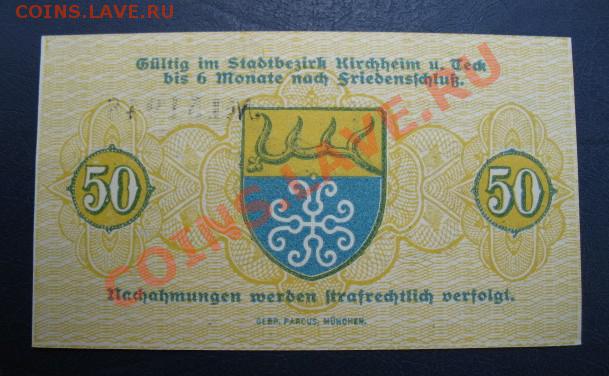 COINS.LAVE.RU
Gültig im Stadtbezirk Kirchheim u. Teck
bis 6 Monate nach Friedensschluß.
50
50
COINS.LAVE.RU
Nachahmungen werden strafrechtlich verfolgt.
GEBR. PARCUS, MÜNCHEN.